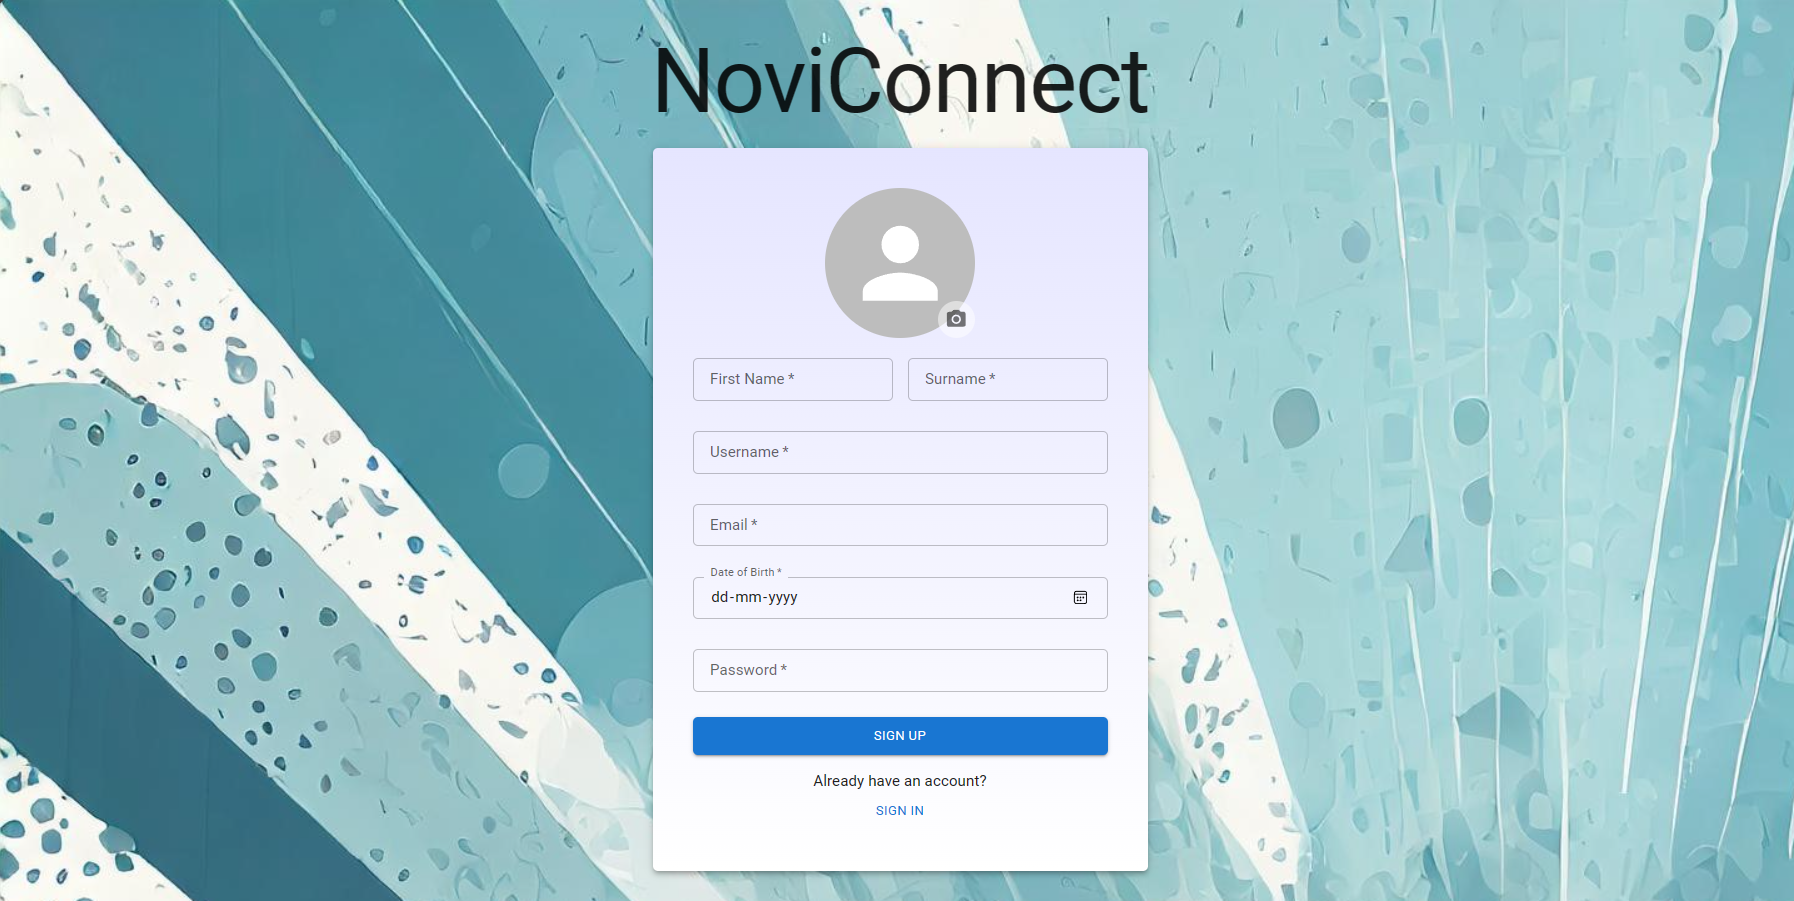 NoviConnect
First Name *
Surname *
Username *
Email *
Date of Birth *
dd-mm-yyyy
Password *
SIGN UP
Already have an account?
SIGN IN